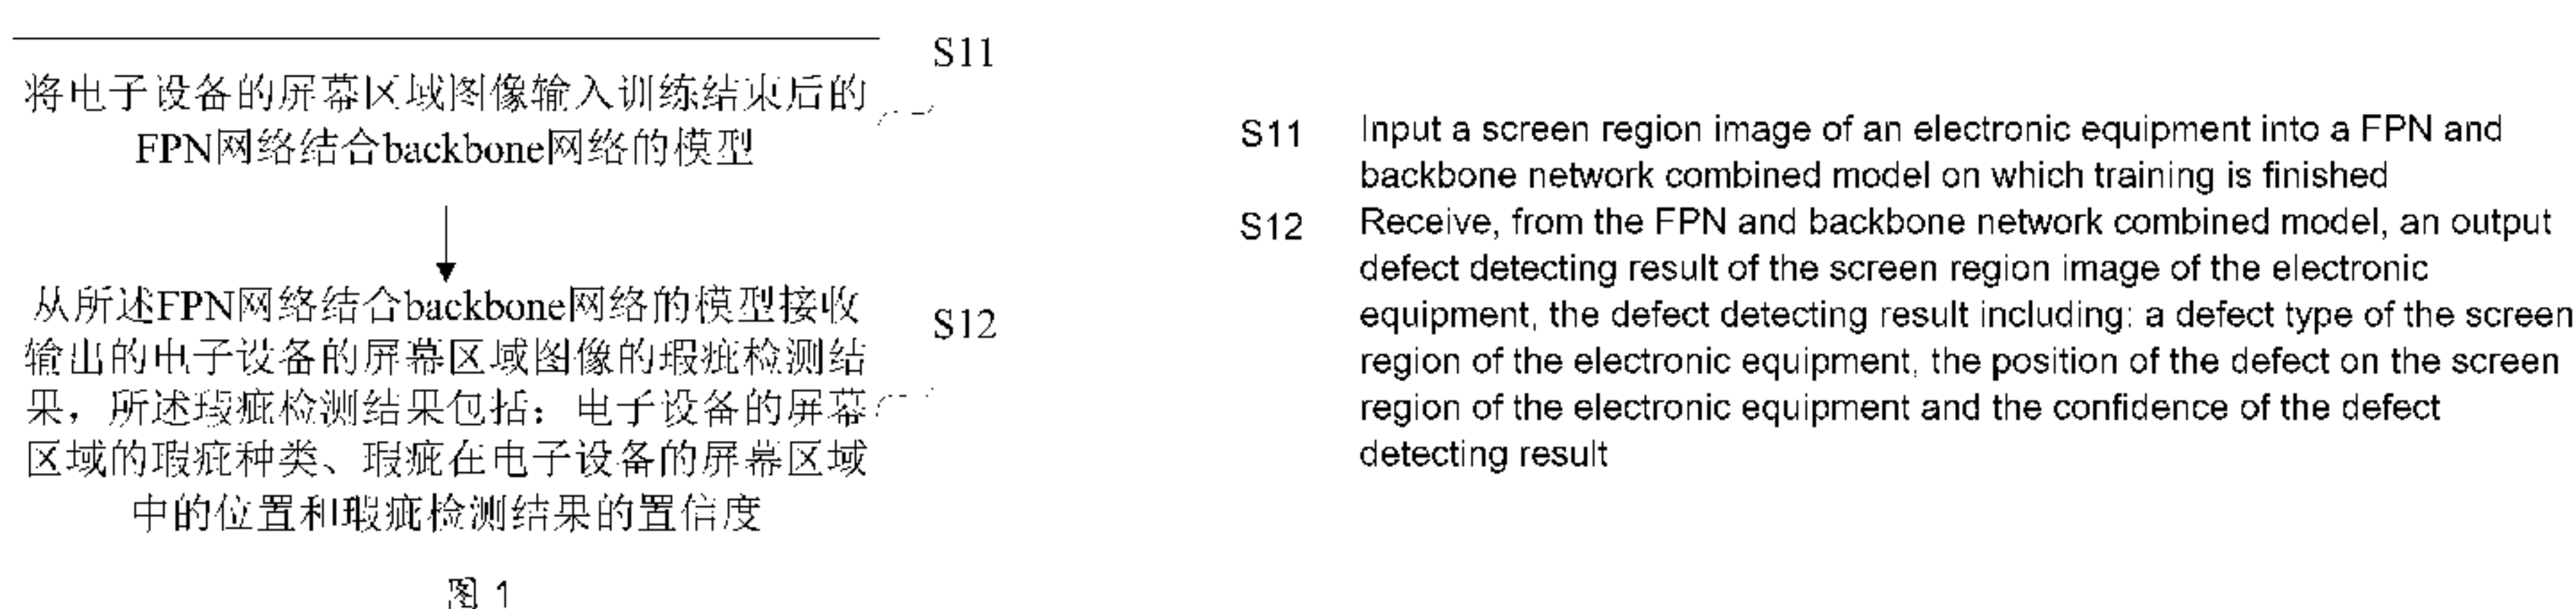 S11
将电子设备的屏幕区域图像输入训练结束后的
FPN网络结合backbone网络的模型
从所述FPN网络结合backbone网络的模型接收
S12
输出的电子设备的屏幕区域图像的瑕疵检测结
果，所述瑕疵检测结果包括：电子设备的屏幕
区域的瑕疵种类、瑕疵在电子设备的屏幕区域
中的位置和瑕疵检测结果的置信度
图 1
S11 Input a screen region image of an electronic equipment into a FPN and
backbone network combined model on which training is finished
S12 Receive, from the FPN and backbone network combined model, an output
defect detecting result of the screen region image of the electronic
equipment, the defect detecting result including: a defect type of the screen
region of the electronic equipment, the position of the defect on the screen
region of the electronic equipment and the confidence of the defect
detecting result